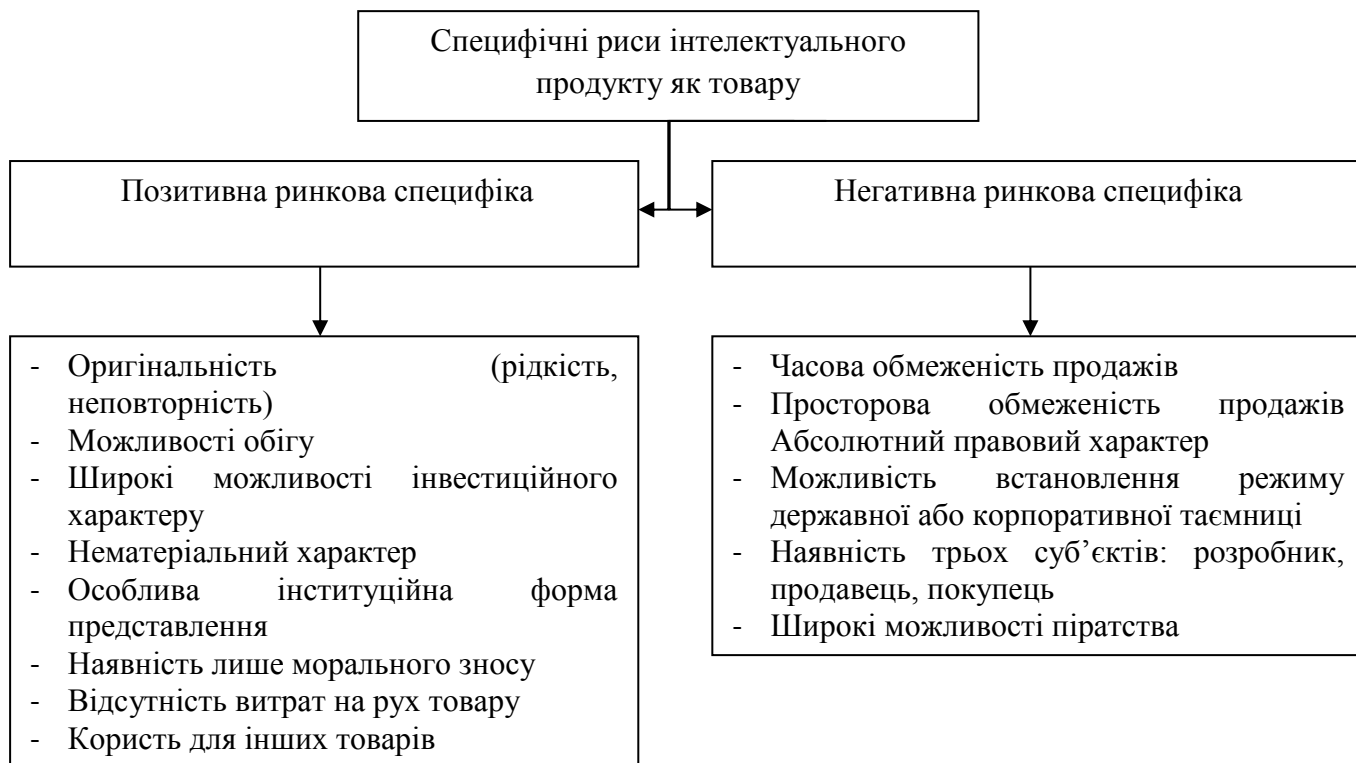 Специфічні риси інтелектуального
продукту як товару
Позитивна ринкова специфіка
Негативна ринкова специфіка
- Оригінальність (рідкість,
неповторність)
- Можливості обігу
- Широкі можливості інвестиційного
характеру
- Нематеріальний характер
- Особлива інституційна форма
представлення
- Наявність лише морального зносу
- Відсутність витрат на рух товару
- Користь для інших товарів
- Часова обмеженість продажів
- Просторова обмеженість продажів
Абсолютний правовий характер
- Можливість встановлення режиму
державної або корпоративної таємниці
- Наявність трьох суб’єктів: розробник,
продавець, покупець
- Широкі можливості піратства